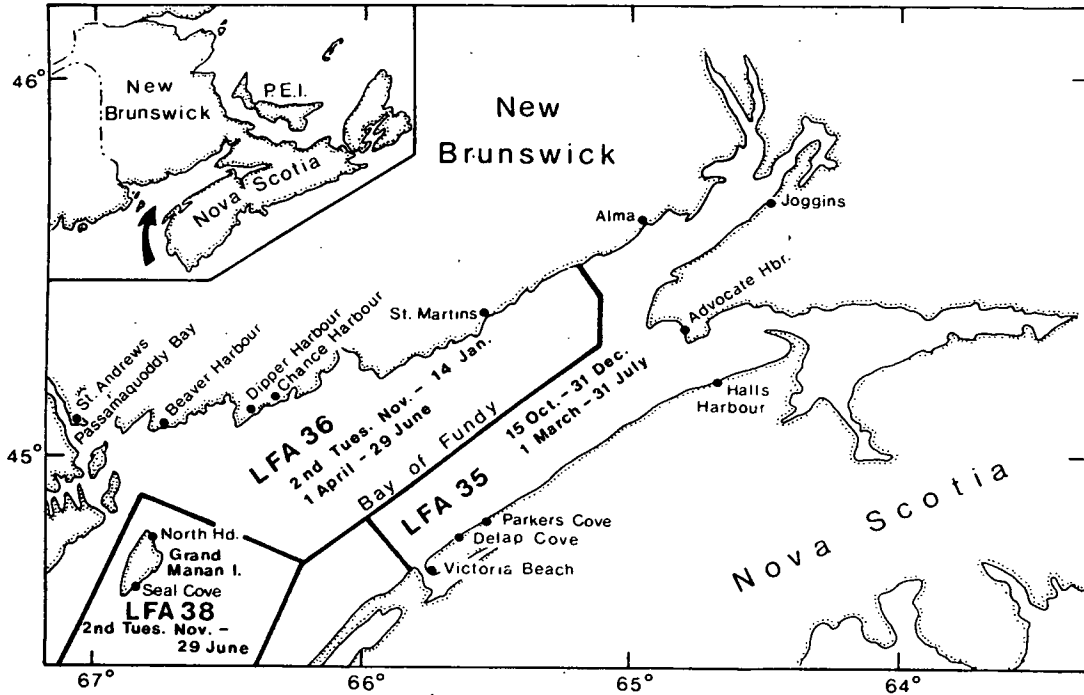 46°
45°
New
Brunswick
P.E.I.
Nova Scotia
New
Brunswick
Alma
Joggins
Advocate Hbr.
St. Martins
St. Andrews
Passamaquoddy Bay
Beaver Harbour
Dipper Harbour
Chance Harbour
Halls
Harbour
LFA 36
2nd Tues. Nov. – 14 Jan.
1 April – 29 June
Bay of Fundy
15 Oct. – 31 Dec.
1 March – 31 July
LFA 35
Parkers Cove
Delap Cove
Victoria Beach
Nova Scotia
North Hd.
Grand
Manan I.
Seal Cove
LFA 38
2nd Tues. Nov. –
29 June
67°
66°
65°
64°